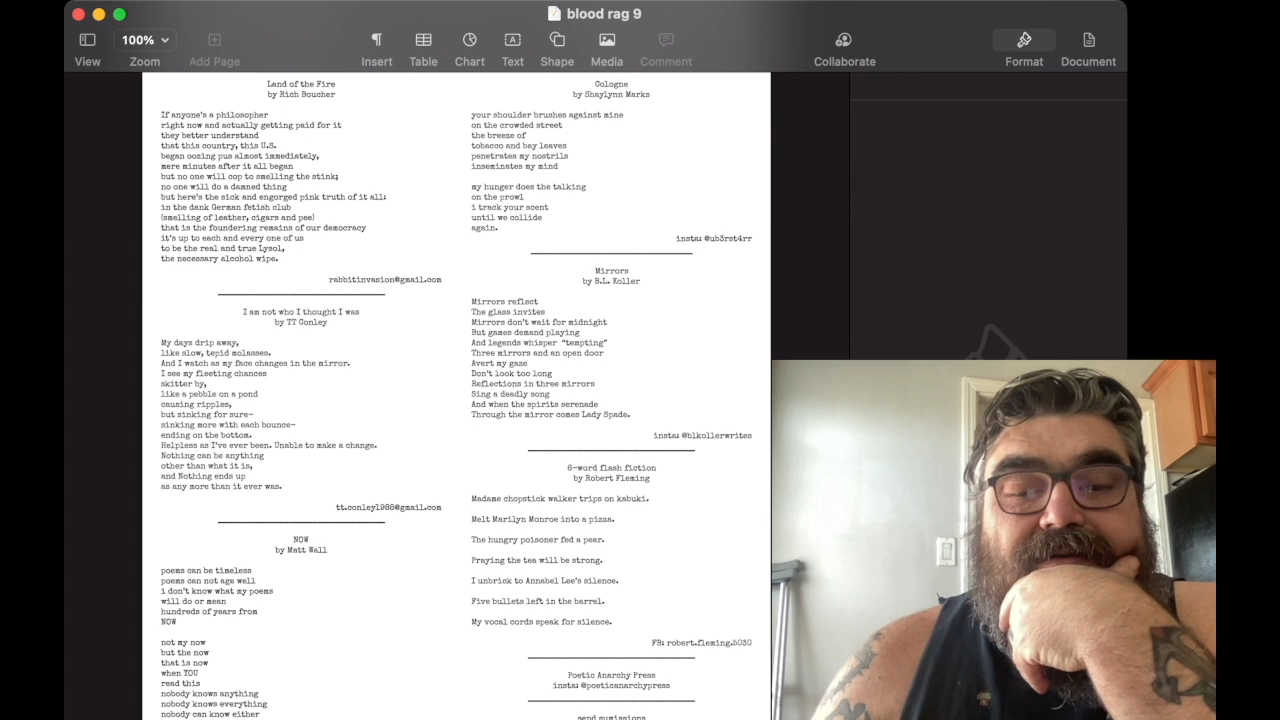 blood rag 9
100%
View
Zoom
Add Page
Insert
Table
Chart
Text
Shape
Media
Comment
Collaborate
Format
Document
Land of the Fire
by Rich Boucher
If anyone's a philosopher
right now and actually getting paid for it
they better understand
that this country, this U.S.
began oozing pus almost immediately,
mere minutes after it all began
but no one will cop to smelling the stink;
no one will do a damned thing
but here's the sick and engorged pink truth of it all:
in the dank German fetish club
(smelling of leather, cigars and pee)
that is the foundering remains of our democracy
it's up to each and every one of us
to be the real and true Lysol,
the necessary alcohol wipe.
rabbitinvasion@gmail.com
I am not who I thought I was
by TT Conley
My days drip away,
like slow, tepid molasses.
And I watch as my face changes in the mirror.
I see my fleeting chances
skitter by,
like a pebble on a pond
causing ripples,
but sinking for sure—
sinking more with each bounce—
ending on the bottom.
Helpless as I've ever been. Unable to make a change.
Nothing can be anything
other than what it is,
and Nothing ends up
as any more than it ever was.
tt.conley1988@gmail.com
NOW
by Matt Wall
poems can be timeless
poems can not age well
i don't know what my poems
will do or mean
hundreds of years from
NOW
not my now
but the now
that is now
when YOU
read this
nobody knows anything
nobody knows everything
nobody can know either
Cologne
by Shaylynn Marks
your shoulder brushes against mine
on the crowded street
the breeze of
tobacco and bay leaves
penetrates my nostrils
inseminates my mind
my hunger does the talking
on the prowl
i track your scent
until we collide
again.
insta: @ub3rst4rr
Mirrors
by B.L. Koller
Mirrors reflect
The glass invites
Mirrors don't wait for midnight
But games demand playing
And legends whisper “tempting”
Three mirrors and an open door
Avert my gaze
Don't look too long
Reflections in three mirrors
Sing a deadly song
And when the spirits serenade
Through the mirror comes Lady Spade.
insta: @blkollerwrites
6-word flash fiction
by Robert Fleming
Madame chopstick walker trips on kabuki.
Melt Marilyn Monroe into a pizza.
The hungry poisoner fed a pear.
Praying the tea will be strong.
I unbrick to Annabel Lee's silence.
Five bullets left in the barrel.
My vocal cords speak for silence.
FB: robert.fleming.5030
Poetic Anarchy Press
insta: @poeticanarchypress
send sumissions